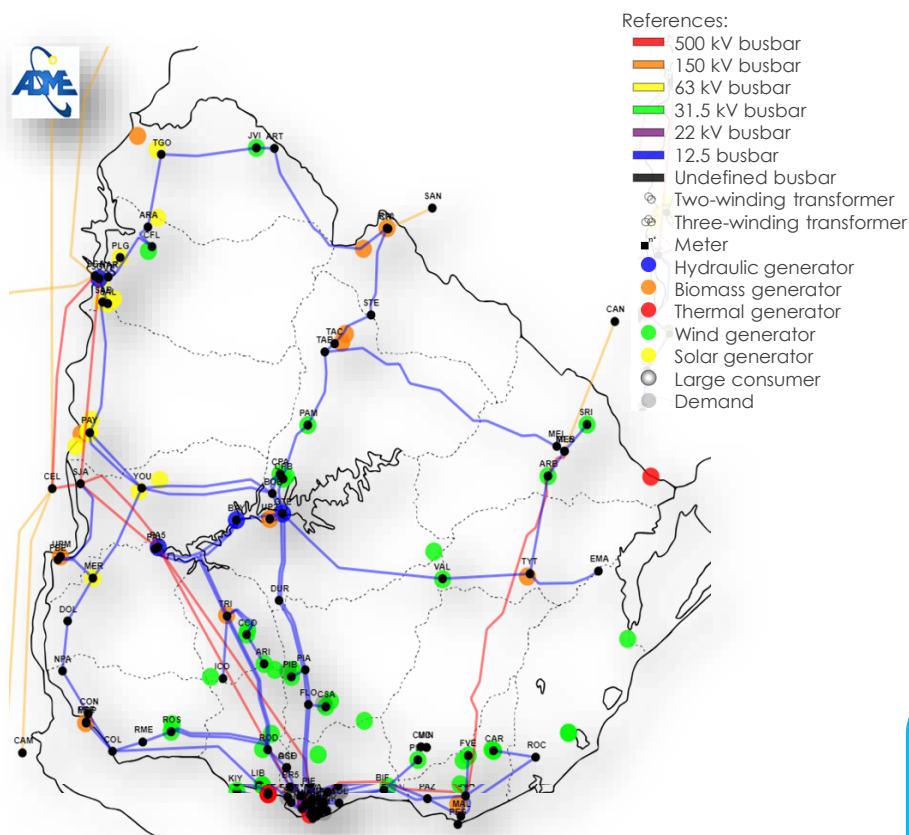 References:
500 kV busbar
150 kV busbar
63 kV busbar
31.5 kV busbar
22 kV busbar
12.5 busbar
Undefined busbar
Two-winding transformer
Three-winding transformer
Meter
Hydraulic generator
Biomass generator
Thermal generator
Wind generator
Solar generator
Large consumer
Demand
ADME
JVI ART
TGO
SAN
ARA
CFL
PLG
STE
CAN
TAC
TAB
PAY
PAM
SRI
MEL
ARB
CEL
SJA
YOU
CPA
VAL
TYT
EMA
MER
DUR
DOL
TRI
ARI
NPA
ICO
PIB
PIA
FLO
CSA
CON
RME
ROS
COL
ROD
CAM
FVE
CAR
ROC
KIY
LIB
BIF
PAZ
MAL